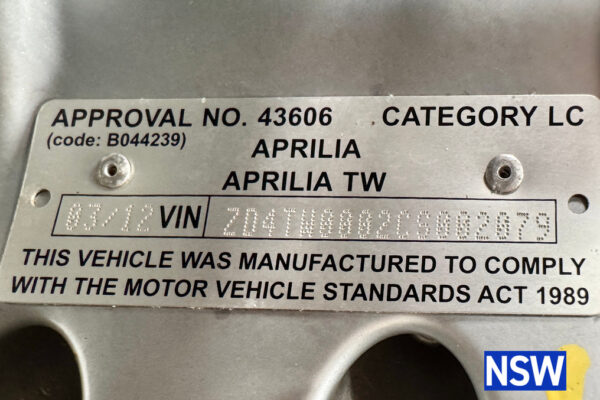 APPROVAL NO. 43606 CATEGORY LC
(code: B044239)
APRILIA
APRILIA TW
03/12 VIN ZD4TW0002CS002079
THIS VEHICLE WAS MANUFACTURED TO COMPLY
WITH THE MOTOR VEHICLE STANDARDS ACT 1989
NSW